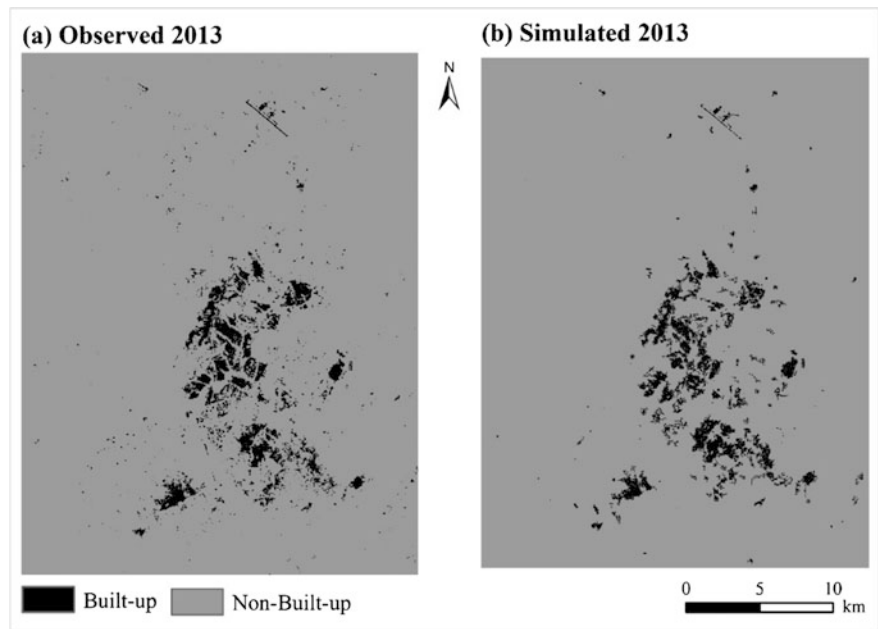 (a) Observed 2013
(b) Simulated 2013
N
Built-up
Non-Built-up
0
5
10
km